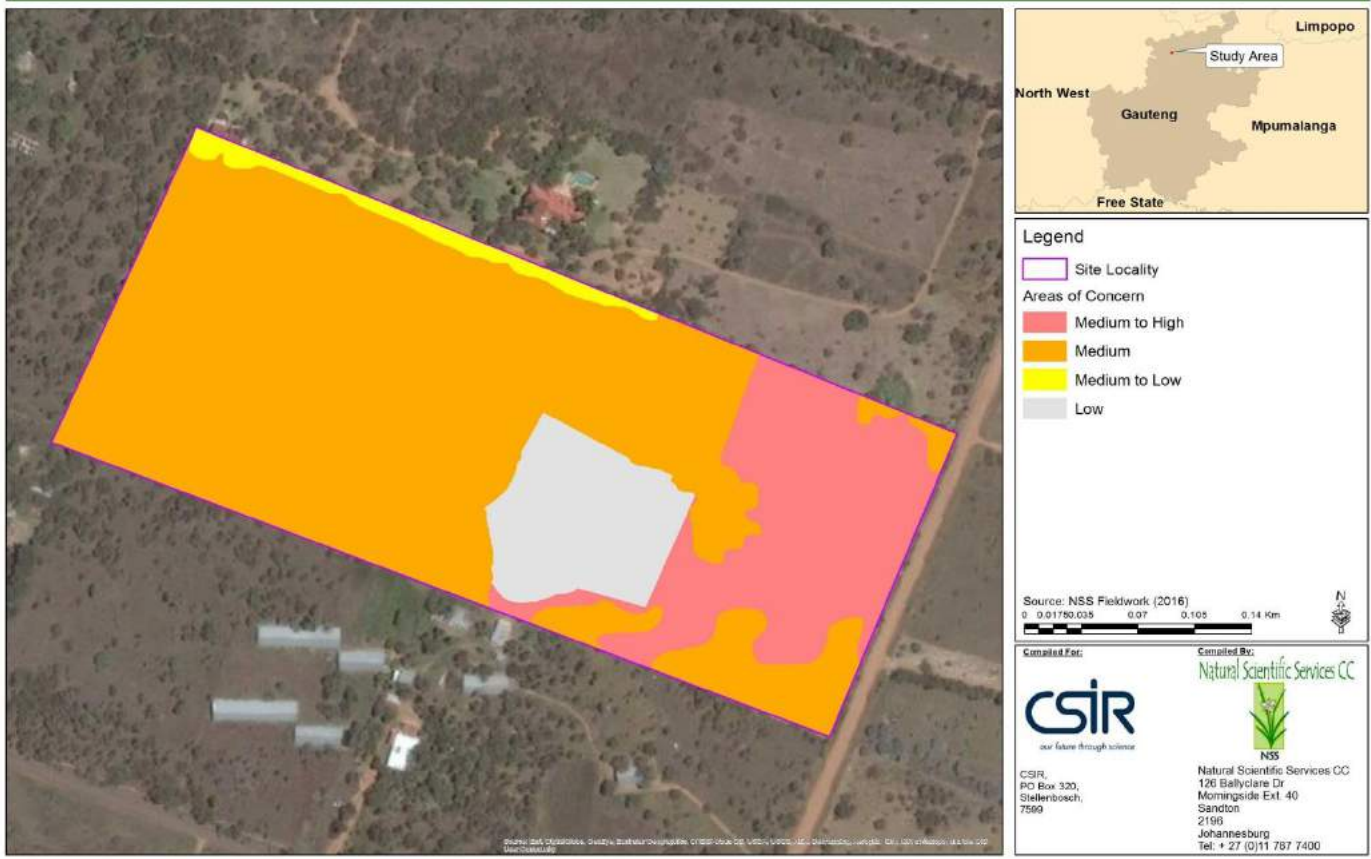 Limpopo
Study Area
North West
Gauteng
Mpumalanga
Free State
Legend
Site Locality
Areas of Concern
Medium to High
Medium
Medium to Low
Low
Source: NSS Fieldwork (2016)
0 0.01750.035 0.07 0.105 0.14 Km
N
Compiled For:
CSIR
our future through science
CSIR,
PO Box 320,
Stellenbosch,
7599
Compiled By:
Natural Scientific Services CC
NSS
Natural Scientific Services CC
126 Ballyclare Dr
Morningside Ext. 40
Sandton
2196
Johannesburg
Tel: + 27 (0)11 787 7400